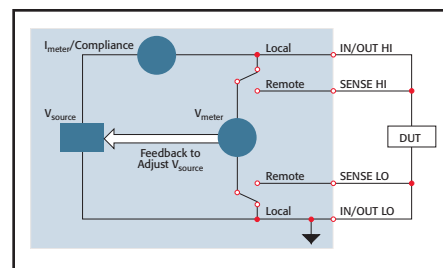 Imeter/Compliance
Local
IN/OUT HI
Remote
SENSE HI
Vsource
Vmeter
DUT
Feedback to
Adjust Vsource
Remote
SENSE LO
Local
IN/OUT LO